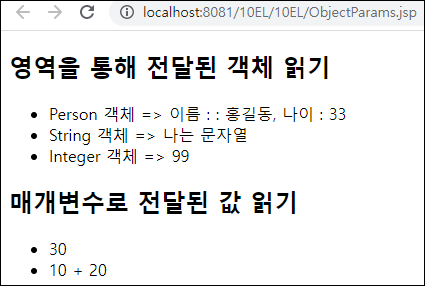 localhost:8081/10EL/10EL/ObjectParams.jsp
영역을 통해 전달된 객체 읽기
• Person 객체 => 이름 : : 홍길동, 나이 : 33
• String 객체 => 나는 문자열
• Integer 객체 => 99
매개변수로 전달된 값 읽기
• 30
• 10 + 20